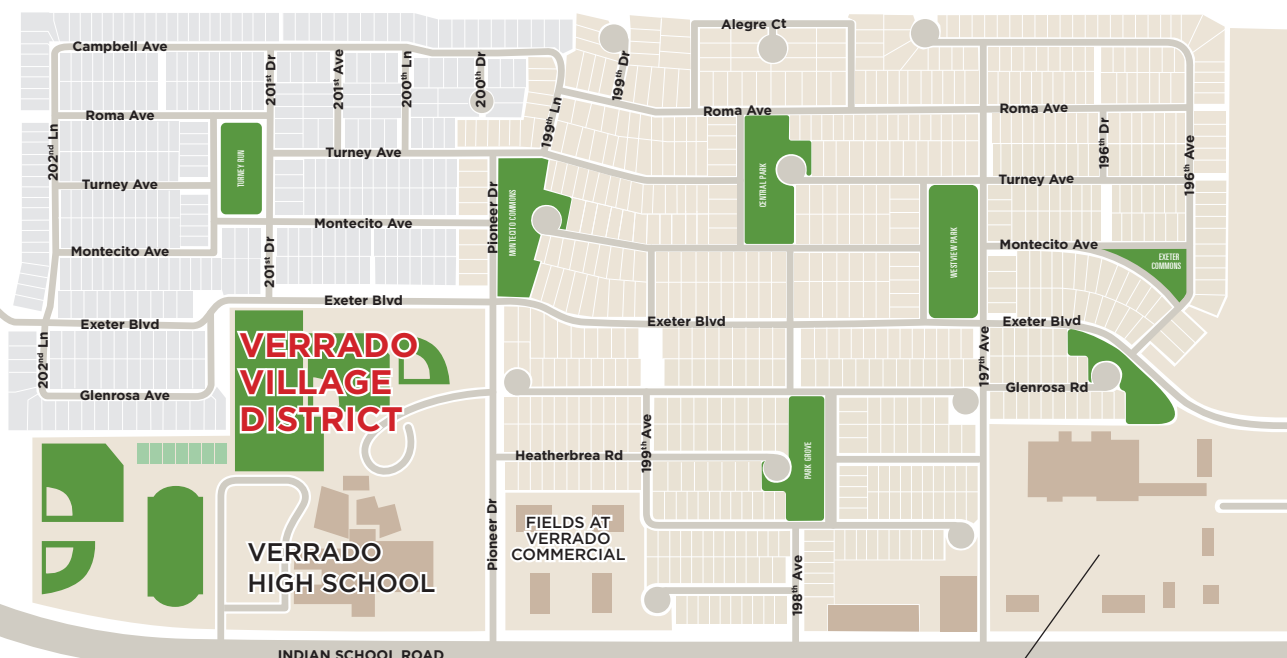 Alegre Ct
Campbell Ave
201st Dr
201st Ave
200th Ln
200th Dr
199th Dr
199th Ln
Roma Ave
Roma Ave
Roma Ave
202nd Ln
TURNEY RUN
Turney Ave
Turney Ave
Turney Ave
196th Dr
196th Ave
CENTRAL PARK
Pioneer Dr
MONTECITO COMMONS
Montecito Ave
Montecito Ave
Montecito Ave
WESTVIEW PARK
EXETER
COMMONS
201st Dr
Exeter Blvd
Exeter Blvd
Exeter Blvd
Exeter Blvd
202nd Ln
VERRADO
VILLAGE
DISTRICT
197th Ave
Glenrosa Ave
Glenrosa Rd
199th Ave
Heatherbrea Rd
PARK GROVE
Pioneer Dr
FIELDS AT
VERRADO
COMMERCIAL
VERRADO
HIGH SCHOOL
198th Ave
INDIAN SCHOOL ROAD